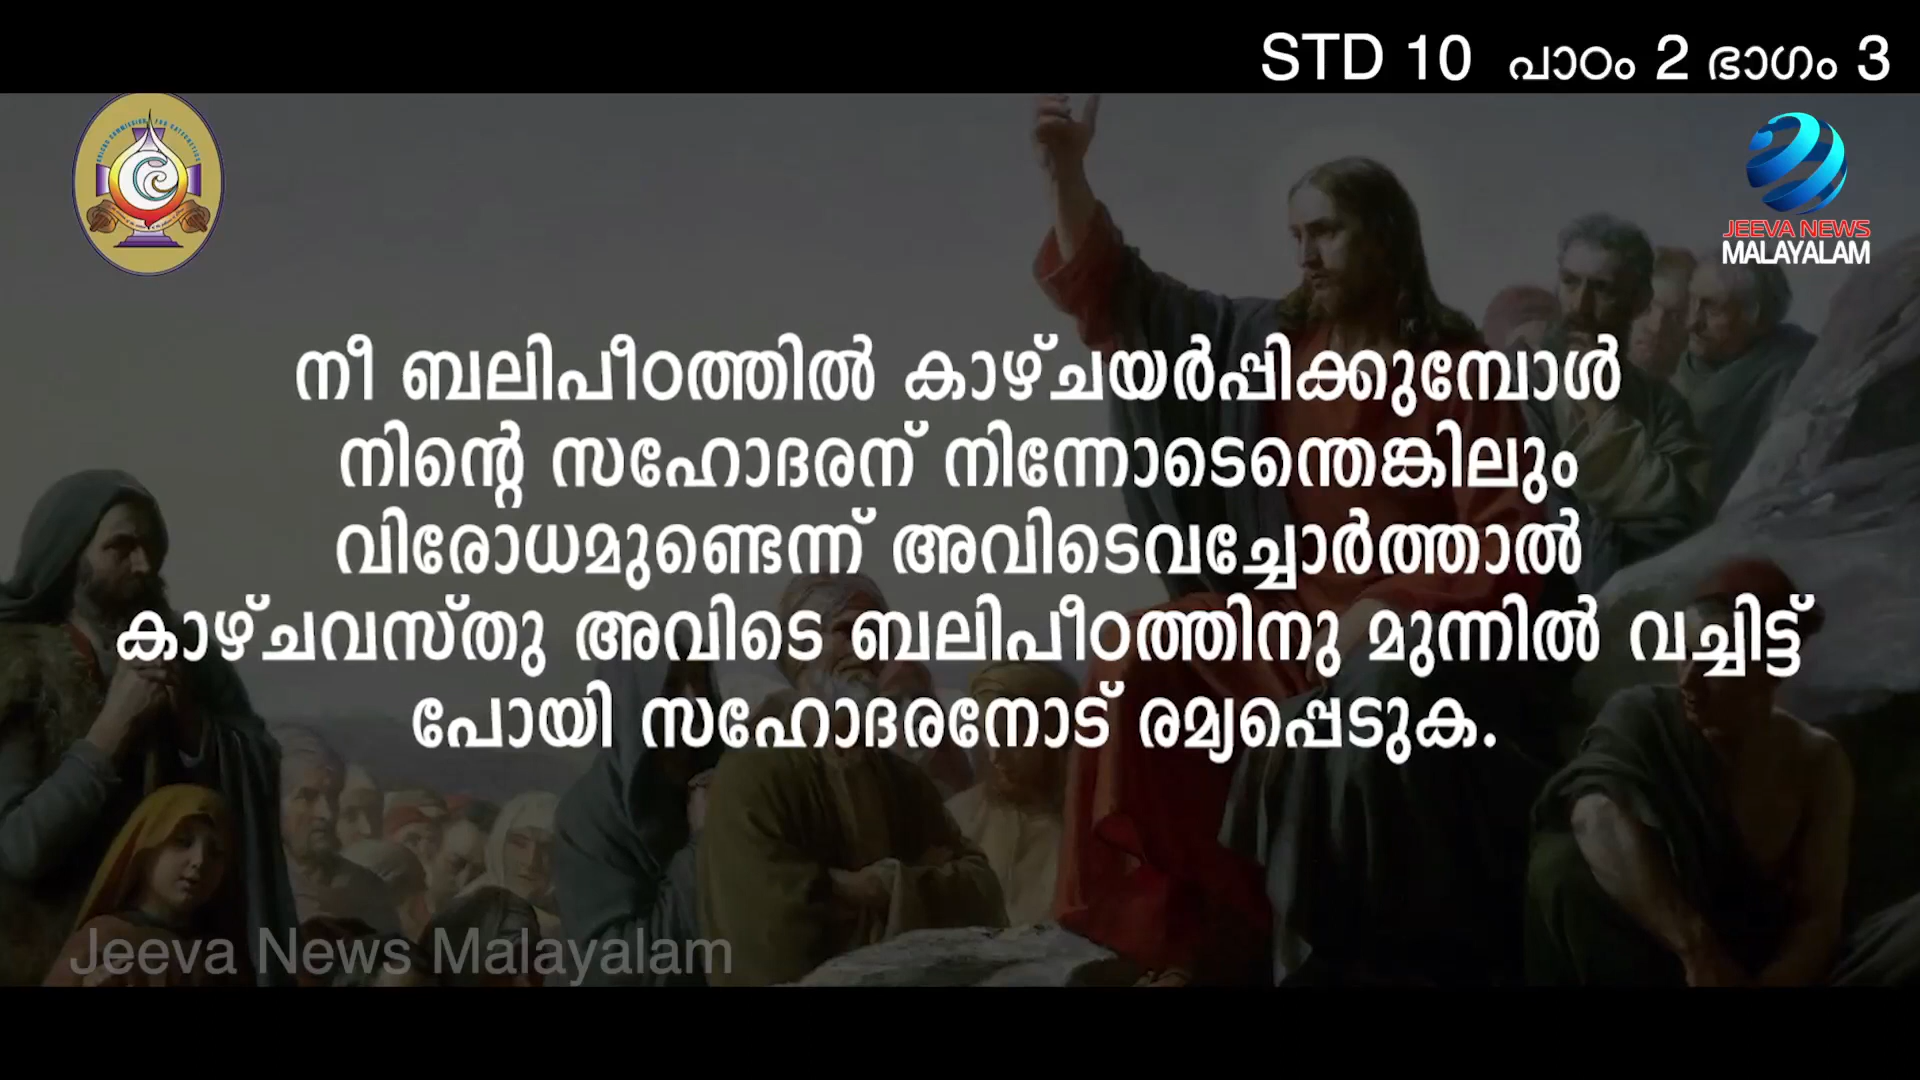 STD 10 പാഠം 2 ഭാഗം 3
JEEVA NEWS
MALAYALAM
നീ ബലിപീഠത്തിൽ കാഴ്ചയർപ്പിക്കുമ്പോൾ
നിന്റെ സഹോദരന് നിന്നോടെന്തെങ്കിലും
വിരോധമുണ്ടെന്ന് അവിടെവച്ചോർത്താൽ
കാഴ്ചവസ്തു അവിടെ ബലിപീഠത്തിനു മുന്നിൽ വച്ചിട്ട്
പോയി സഹോദരനോട് രമ്യപ്പെടുക.
Jeeva News Malayalam